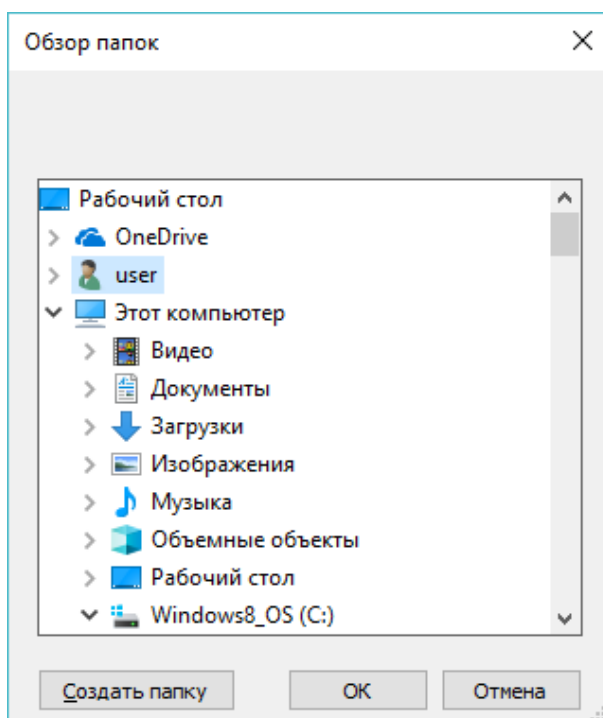 Обзор папок
Рабочий стол
OneDrive
user
Этот компьютер
Видео
Документы
Загрузки
Изображения
Музыка
Объемные объекты
Рабочий стол
Windows8_OS (C:)
Создать папку OK Отмена